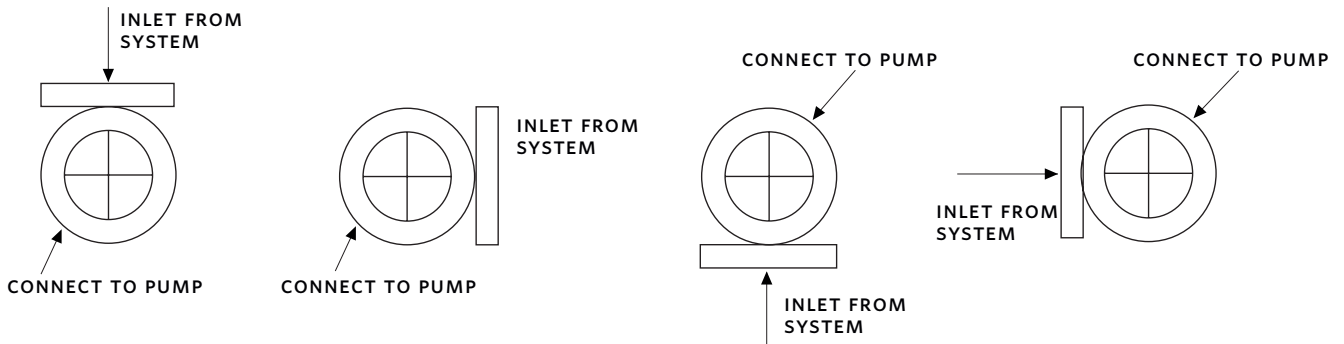 INLET FROM
SYSTEM
CONNECT TO PUMP
INLET FROM
SYSTEM
CONNECT TO PUMP
CONNECT TO PUMP
INLET FROM
SYSTEM
CONNECT TO PUMP
INLET FROM
SYSTEM